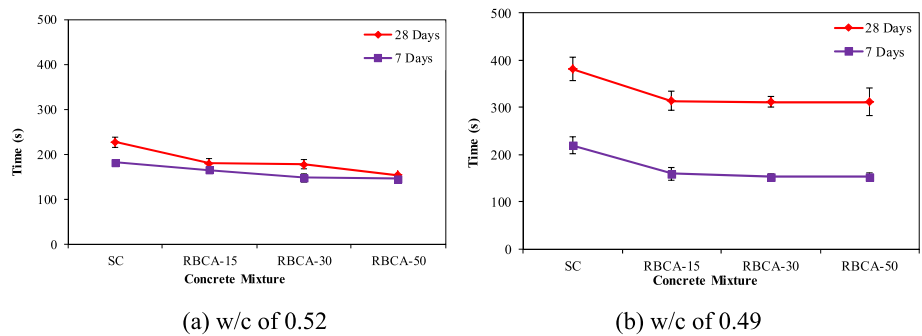 500
400
300
200
100
0
Time (s)
28 Days
7 Days
SC
RBCA-15
RBCA-30
RBCA-50
Concrete Mixture
(a) w/c of 0.52
500
400
300
200
100
0
Time (s)
28 Days
7 Days
SC
RBCA-15
RBCA-30
RBCA-50
Concrete Mixture
(b) w/c of 0.49